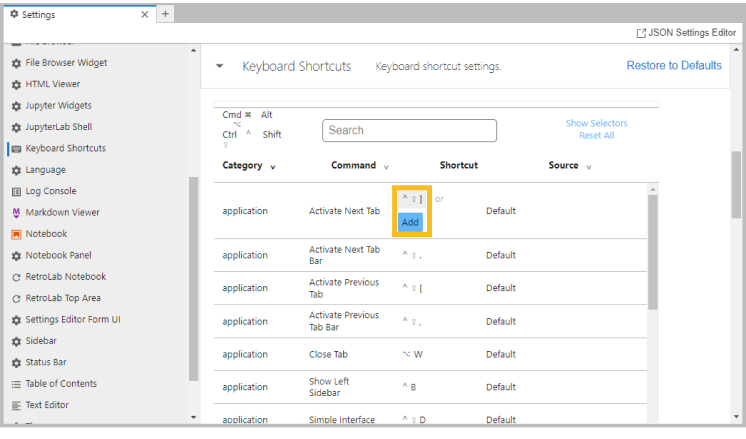 Settings × +
JSON Settings Editor
File Browser Widget
HTML Viewer
Jupyter Widgets
JupyterLab Shell
Keyboard Shortcuts
Language
Log Console
Markdown Viewer
Notebook
Notebook Panel
RetroLab Notebook
RetroLab Top Area
Settings Editor Form UI
Sidebar
Status Bar
Table of Contents
Text Editor
Keyboard Shortcuts Keyboard shortcut settings. Restore to Defaults
Cmd ⌘ Alt
⌥
Ctrl ^ Shift
⇧
Search
Show Selectors
Reset All
Category Command Shortcut Source
application Activate Next Tab ^ ⇧ ] or Add Default
application Activate Next Tab
Bar ^ ⇧ . Default
application Activate Previous
Tab ^ ⇧ [ Default
application Activate Previous
Tab Bar ^ ⇧ , Default
application Close Tab ⌥ W Default
application Show Left
Sidebar ^ B Default
application Simple Interface ^ ⇧ D Default